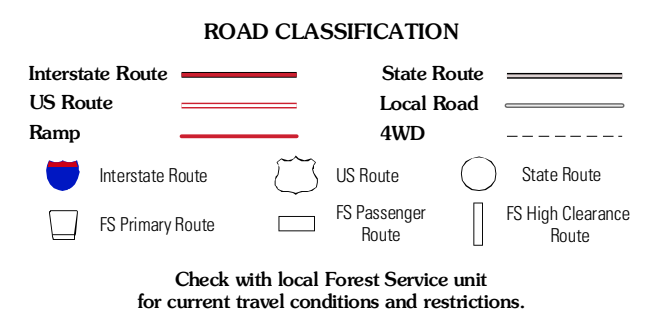 ROAD CLASSIFICATION
Interstate Route
State Route
US Route
Local Road
Ramp
4WD
Interstate Route
US Route
State Route
FS Primary Route
FS Passenger
Route
FS High Clearance
Route
Check with local Forest Service unit
for current travel conditions and restrictions.